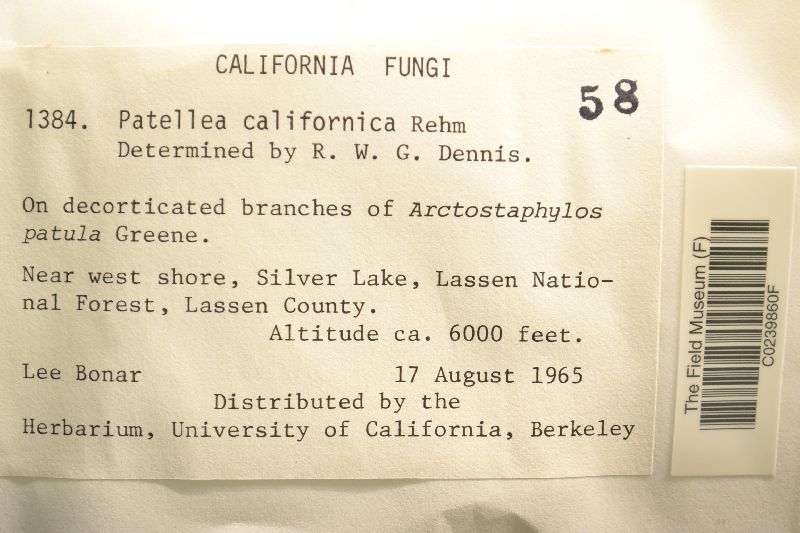 CALIFORNIA FUNGI
58
1384. Patellea californica Rehm
Determined by R. W. G. Dennis.
On decorticated branches of Arctostaphylos
patula Greene.
Near west shore, Silver Lake, Lassen Natio-
nal Forest, Lassen County.
Altitude ca. 6000 feet.
Lee Bonar 17 August 1965
Distributed by the
Herbarium, University of California, Berkeley
The Field Museum (F)
C0239860F